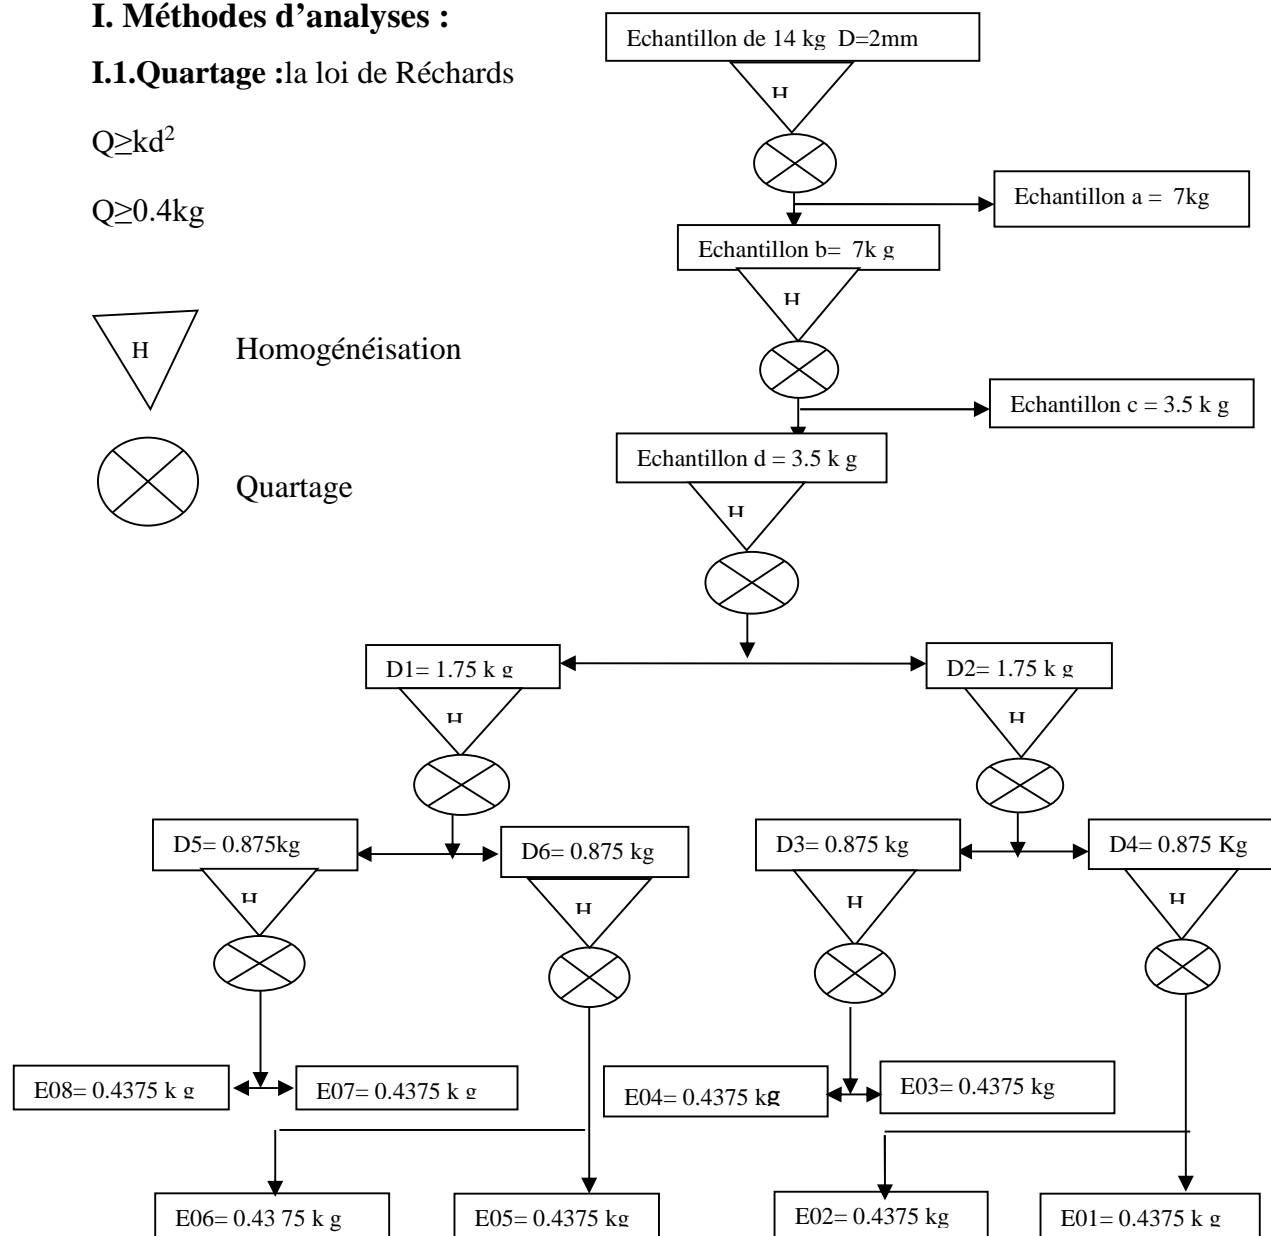 I. Méthodes d'analyses :
I.1.Quartage :la loi de Réchards
Q≥kd²
Q≥0.4kg
H
Homogénéisation
Quartage
Echantillon de 14 kg D=2mm
H
Echantillon a = 7kg
Echantillon b= 7k g
H
Echantillon c = 3.5 k g
Echantillon d = 3.5 k g
H
D1= 1.75 k g
D2= 1.75 k g
H
H
D5= 0.875kg
D6= 0.875 kg
D3= 0.875 kg
D4= 0.875 Kg
H
H
H
H
E08= 0.4375 k g
E07= 0.4375 k g
E04= 0.4375 kg
E03= 0.4375 kg
E06= 0.43 75 k g
E05= 0.4375 kg
E02= 0.4375 kg
E01= 0.4375 k g